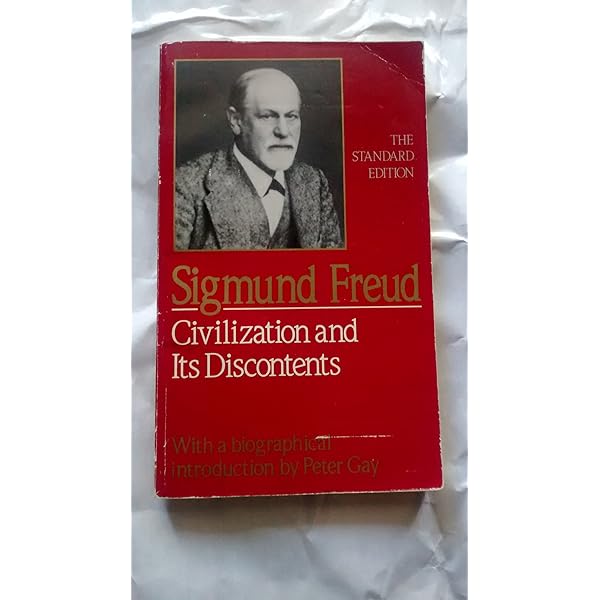 THE
STANDARD
EDITION
Sigmund Freud
Civilization and
Its Discontents
With a biographical
introduction by Peter Gay